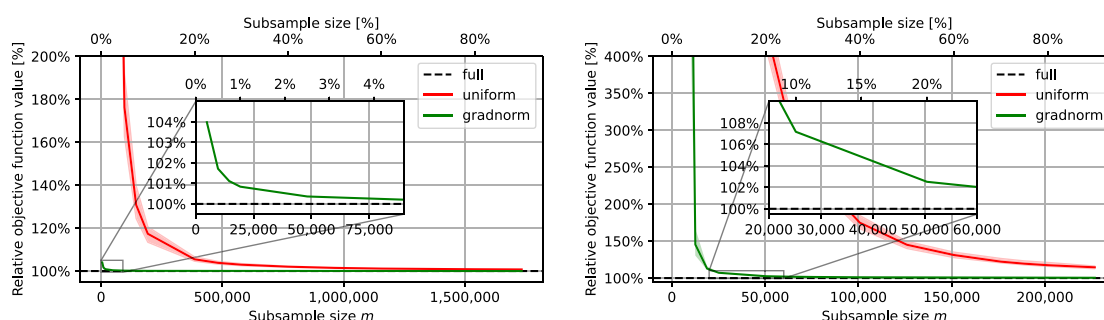 Subsample size [%]
0% 20% 40% 60% 80%
Relative objective function value [%]
200%
180%
160%
140%
120%
100%
full
uniform
gradnorm
0% 1% 2% 3% 4%
104%
103%
102%
101%
100%
0 25,000 50,000 75,000
0 500,000 1,000,000 1,500,000
Subsample size m
Subsample size [%]
0% 20% 40% 60% 80%
Relative objective function value [%]
400%
350%
300%
250%
200%
150%
100%
full
uniform
gradnorm
10% 15% 20%
108%
106%
104%
102%
100%
20,000 30,000 40,000 50,000 60,000
0 50,000 100,000 150,000 200,000
Subsample size m